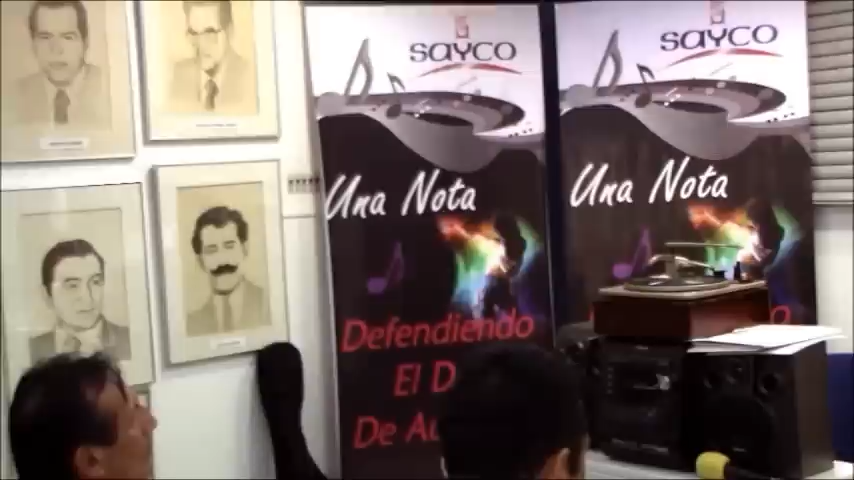 SAYCO
Una Nota
Defendiendo
El D
De Au
SAYCO
Una Nota